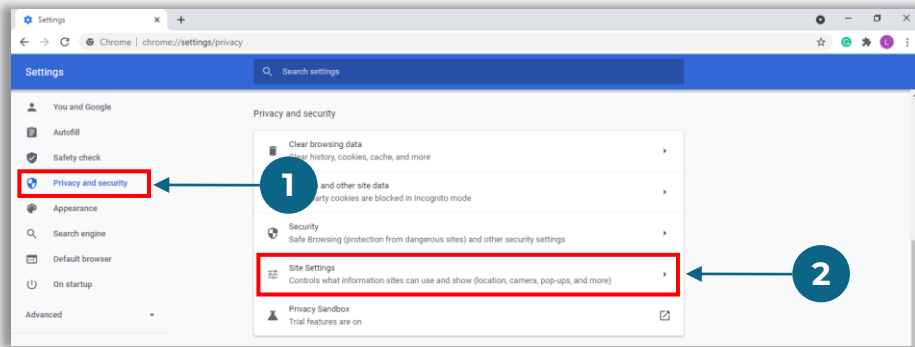 Settings
Chrome | chrome://settings/privacy
L
Settings
Search settings
You and Google
Autofill
Safety check
Privacy and security
Appearance
Search engine
Default browser
On startup
Advanced
Privacy and security
Clear browsing data
Clear history, cookies, cache, and more
1
and other site data
party cookies are blocked in Incognito mode
Security
Safe Browsing (protection from dangerous sites) and other security settings
Site Settings
Controls what information sites can use and show (location, camera, pop-ups, and more)
2
Privacy Sandbox
Trial features are on